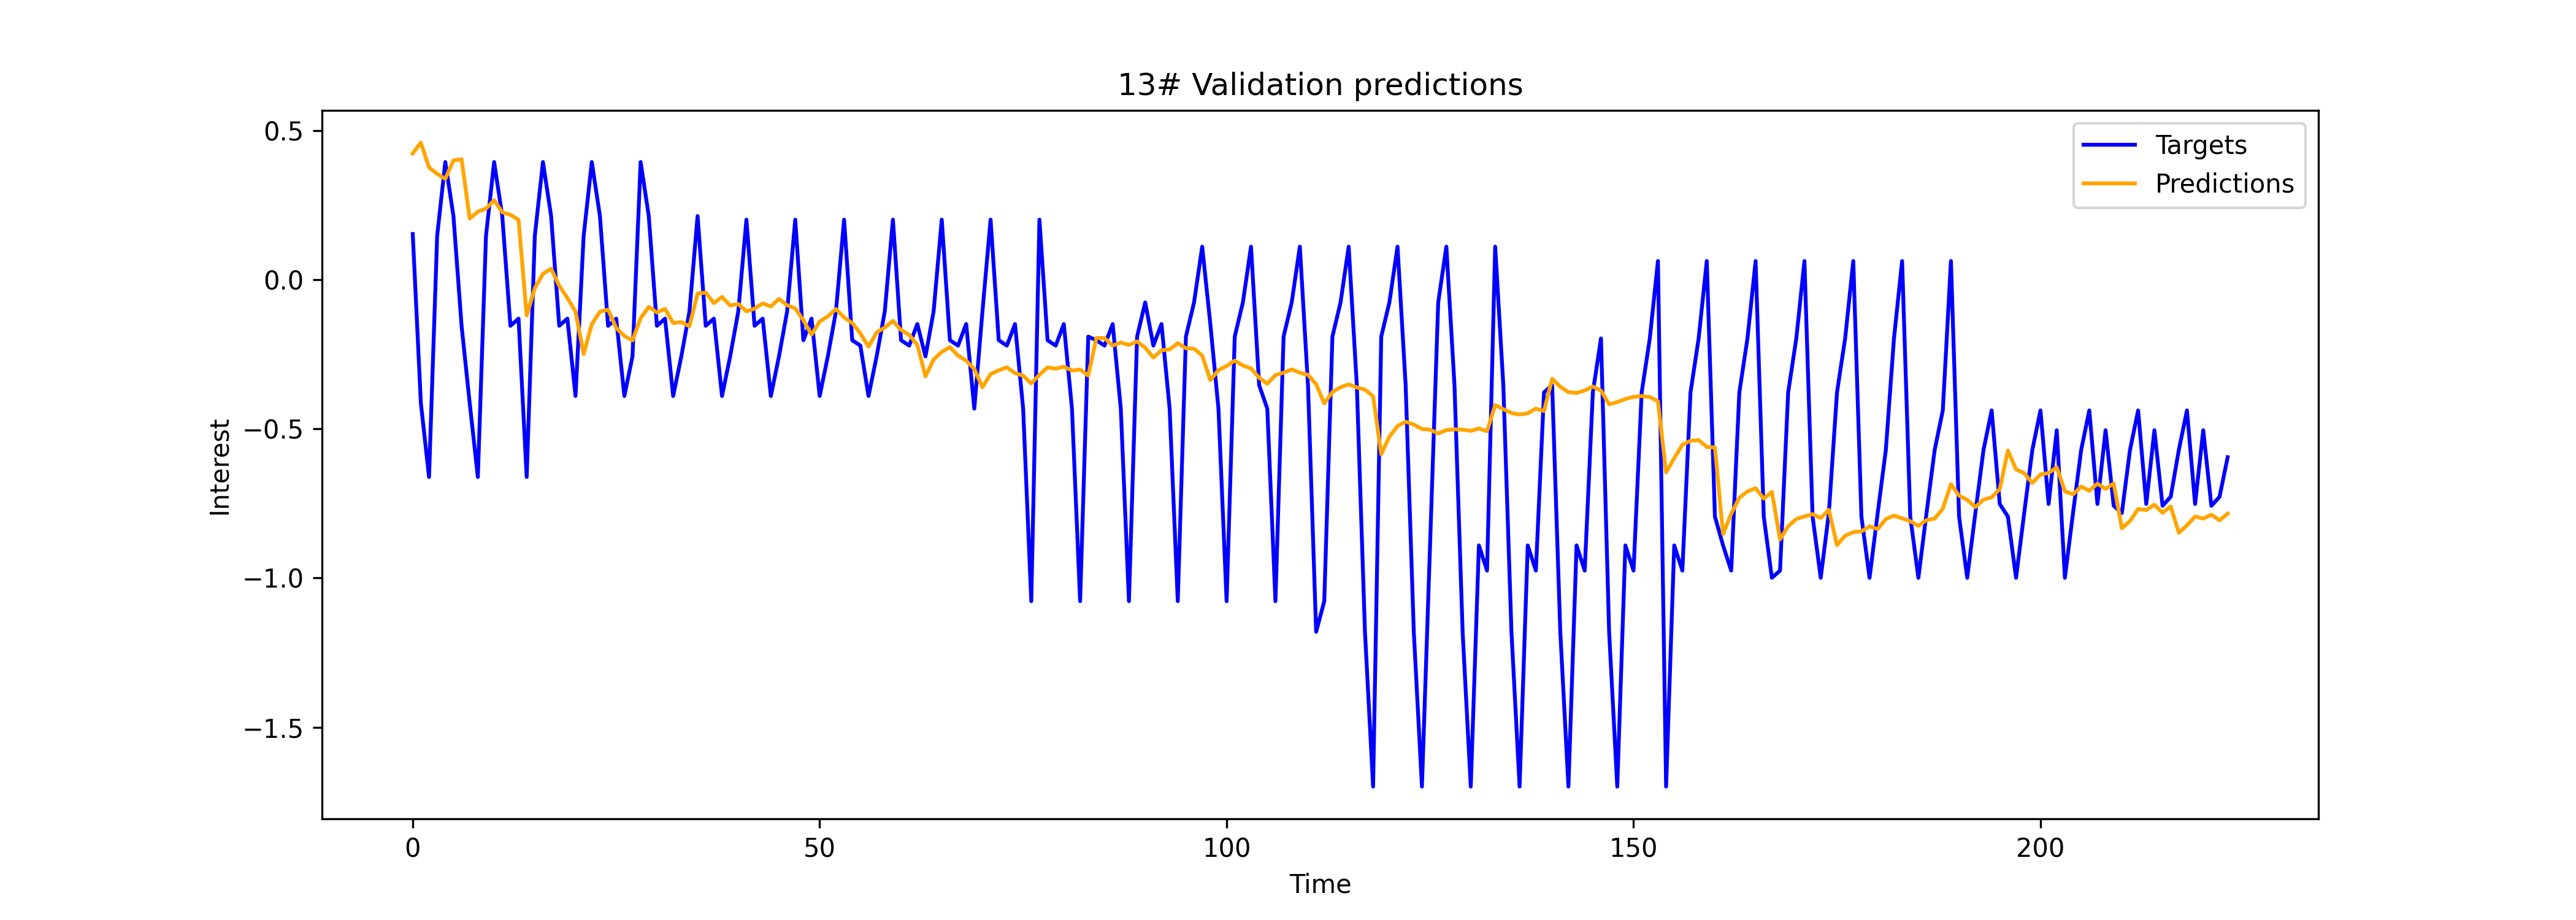 13# Validation predictions
Targets
Predictions
Interest
0.5
0.0
−0.5
−1.0
−1.5
0
50
100
150
200
Time